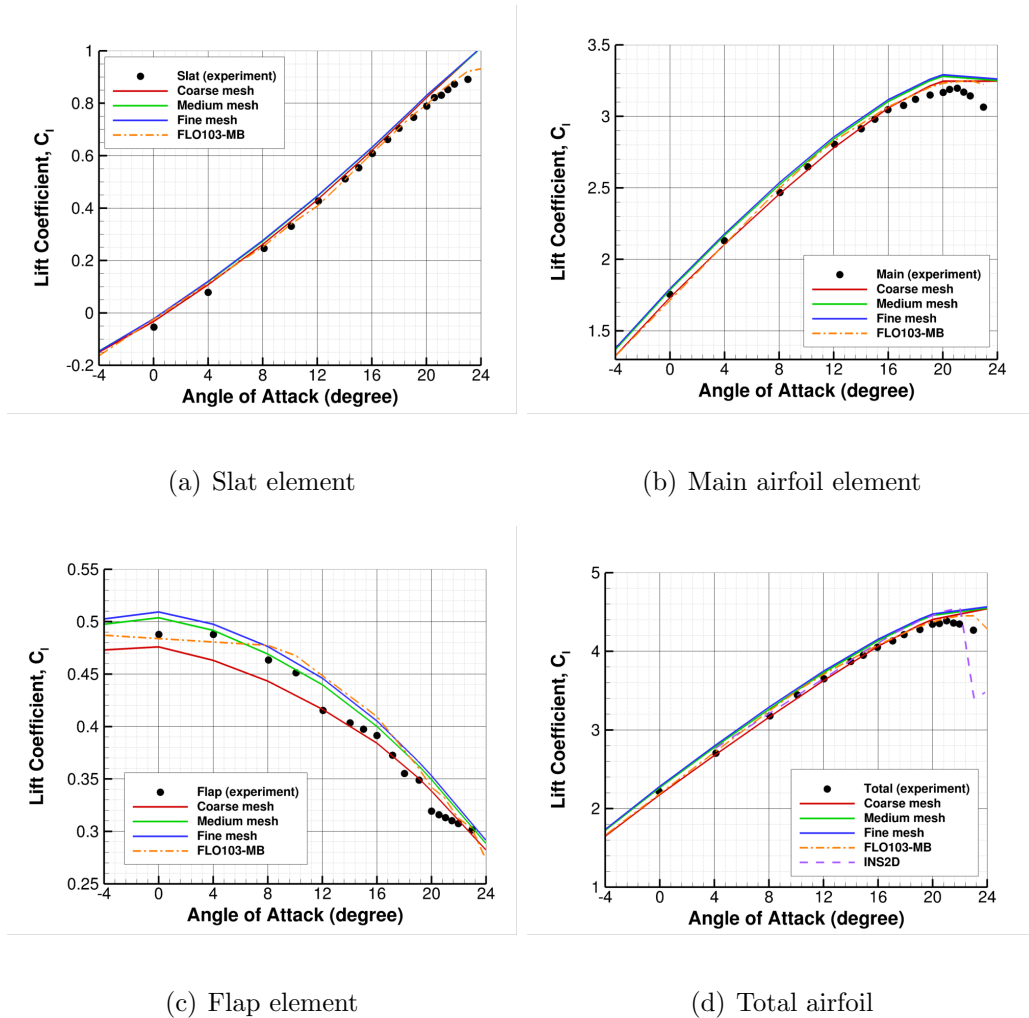 Lift Coefficient, Cl
1
0.8
0.6
0.4
0.2
0
-0.2
-4 0 4 8 12 16 20 24
Angle of Attack (degree)
Slat (experiment)
Coarse mesh
Medium mesh
Fine mesh
FLO103-MB
(a) Slat element
Lift Coefficient, Cl
3.5
3
2.5
2
1.5
-4 0 4 8 12 16 20 24
Angle of Attack (degree)
Main (experiment)
Coarse mesh
Medium mesh
Fine mesh
FLO103-MB
(b) Main airfoil element
Lift Coefficient, Cl
0.55
0.5
0.45
0.4
0.35
0.3
0.25
-4 0 4 8 12 16 20 24
Angle of Attack (degree)
Flap (experiment)
Coarse mesh
Medium mesh
Fine mesh
FLO103-MB
(c) Flap element
Lift Coefficient, Cl
5
4
3
2
1
-4 0 4 8 12 16 20 24
Angle of Attack (degree)
Total (experiment)
Coarse mesh
Medium mesh
Fine mesh
FLO103-MB
INS2D
(d) Total airfoil